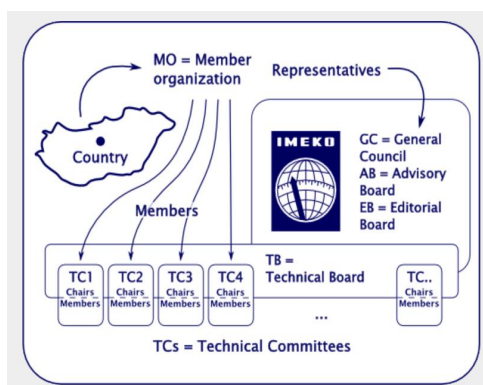 MO = Member
organization
Representatives
Country
IMEKO
GC = General
Council
AB = Advisory
Board
EB = Editorial
Board
Members
TB =
Technical Board
TC1
Chairs
Members
TC2
Chairs
Members
TC3
Chairs
Members
TC4
Chairs
Members
...
TC..
Chairs
Members
TCs = Technical Committees